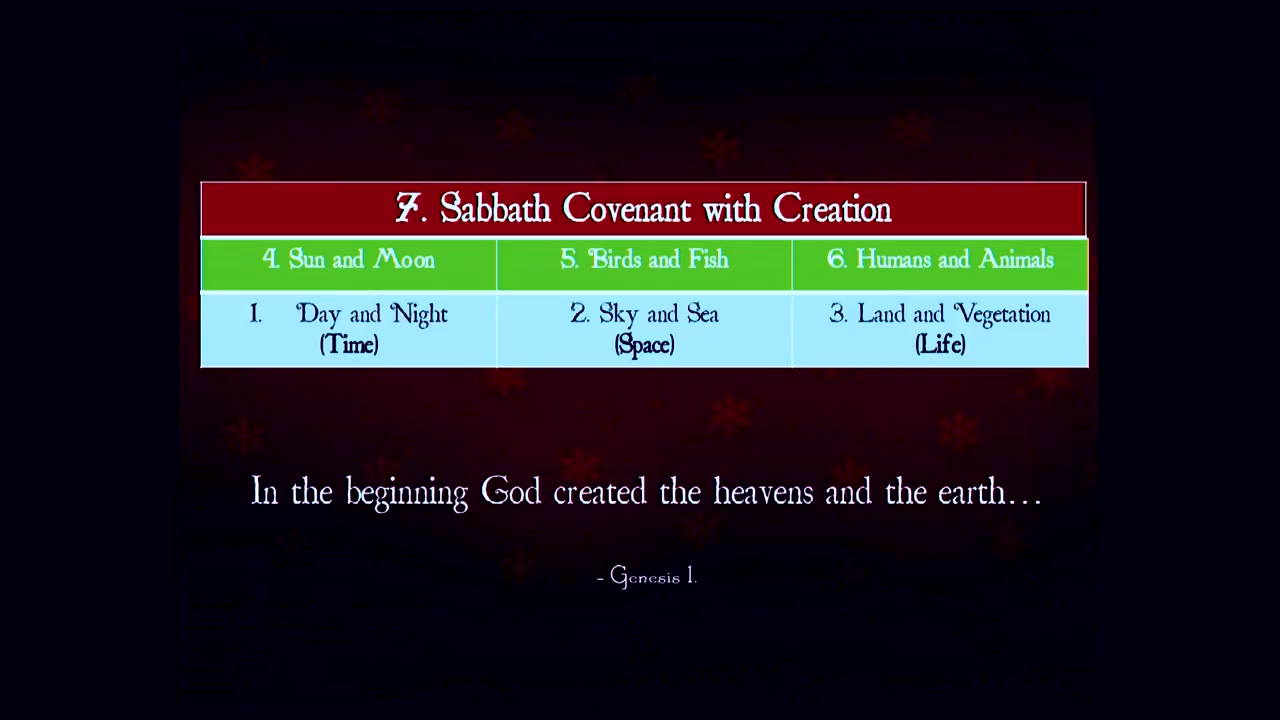 7. Sabbath Covenant with Creation
4. Sun and Moon
5. Birds and Fish
6. Humans and Animals
1. Day and Night
(Time)
2. Sky and Sea
(Space)
3. Land and Vegetation
(Life)
In the beginning God created the heavens and the earth...
- Genesis 1.